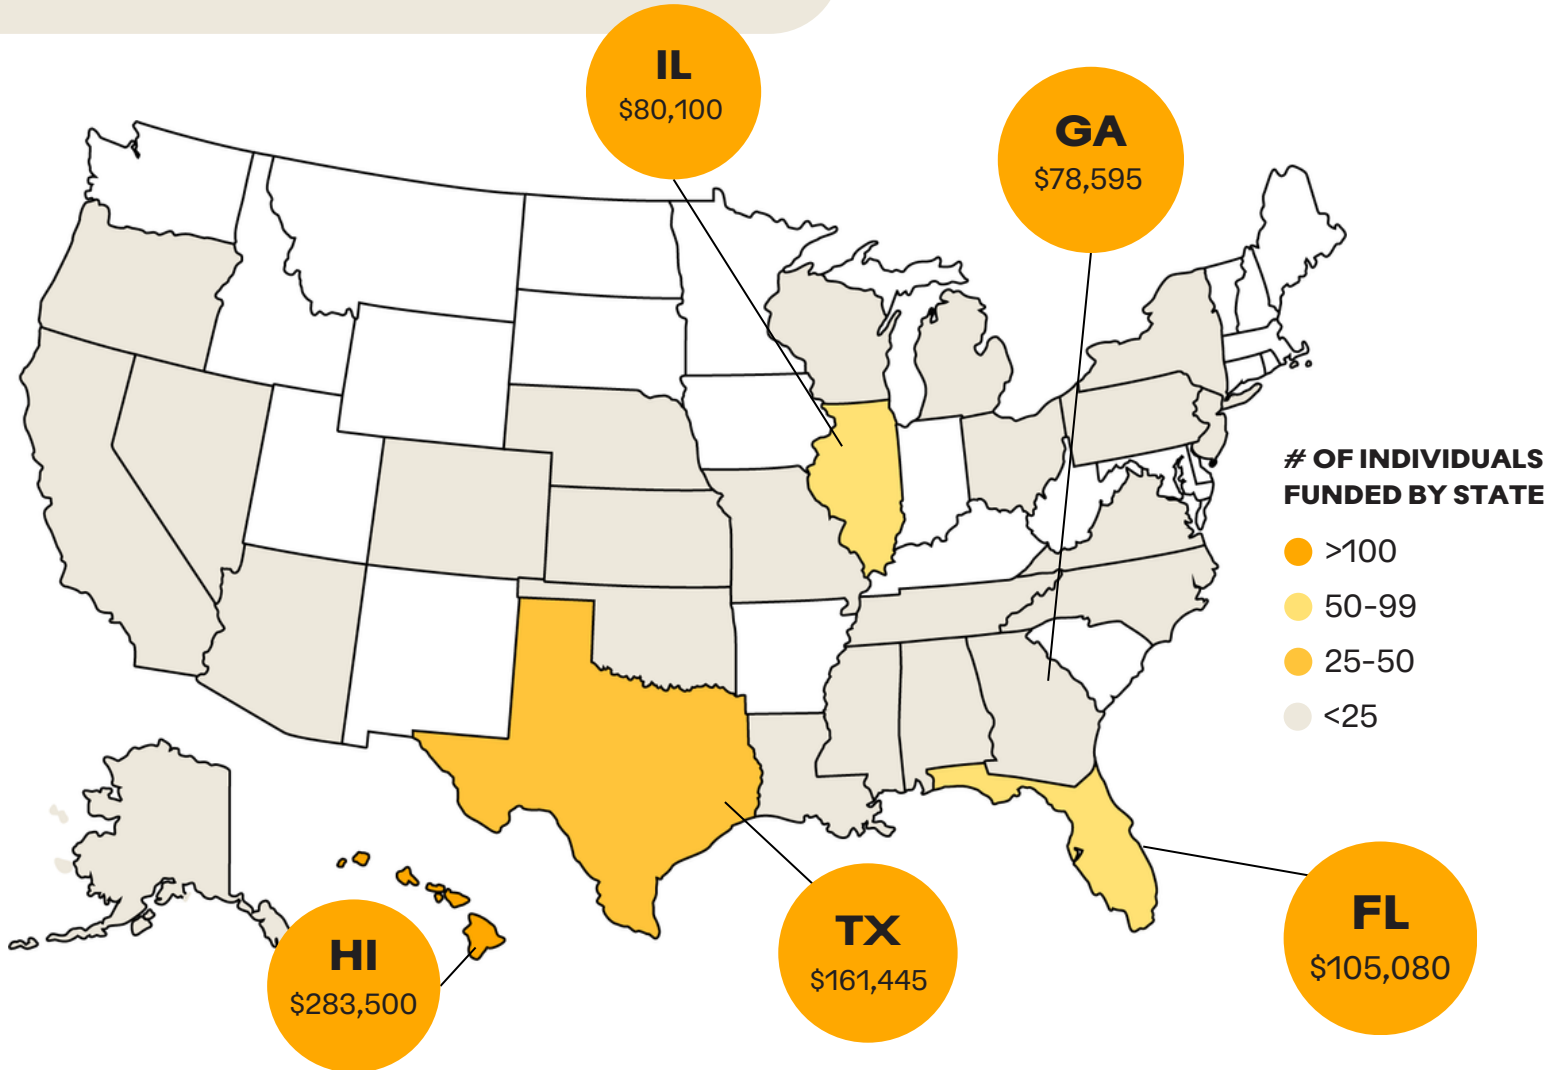 IL
$80,100
GA
$78,595
# OF INDIVIDUALS
FUNDED BY STATE
>100
50-99
25-50
<25
HI
$283,500
TX
$161,445
FL
$105,080